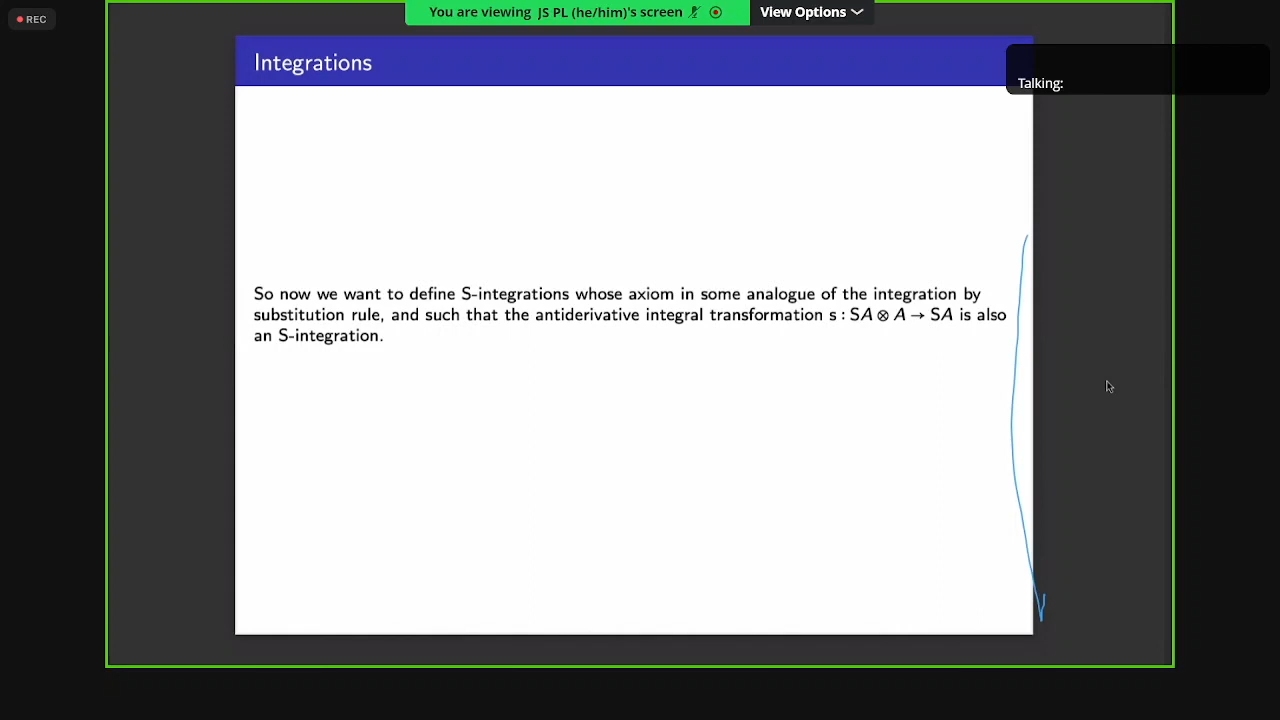 REC
You are viewing JS PL (he/him)'s screen
View Options
Integrations
Talking:
So now we want to define S-integrations whose axiom in some analogue of the integration by
substitution rule, and such that the antiderivative integral transformation s : SA ⊗ A → SA is also
an S-integration.